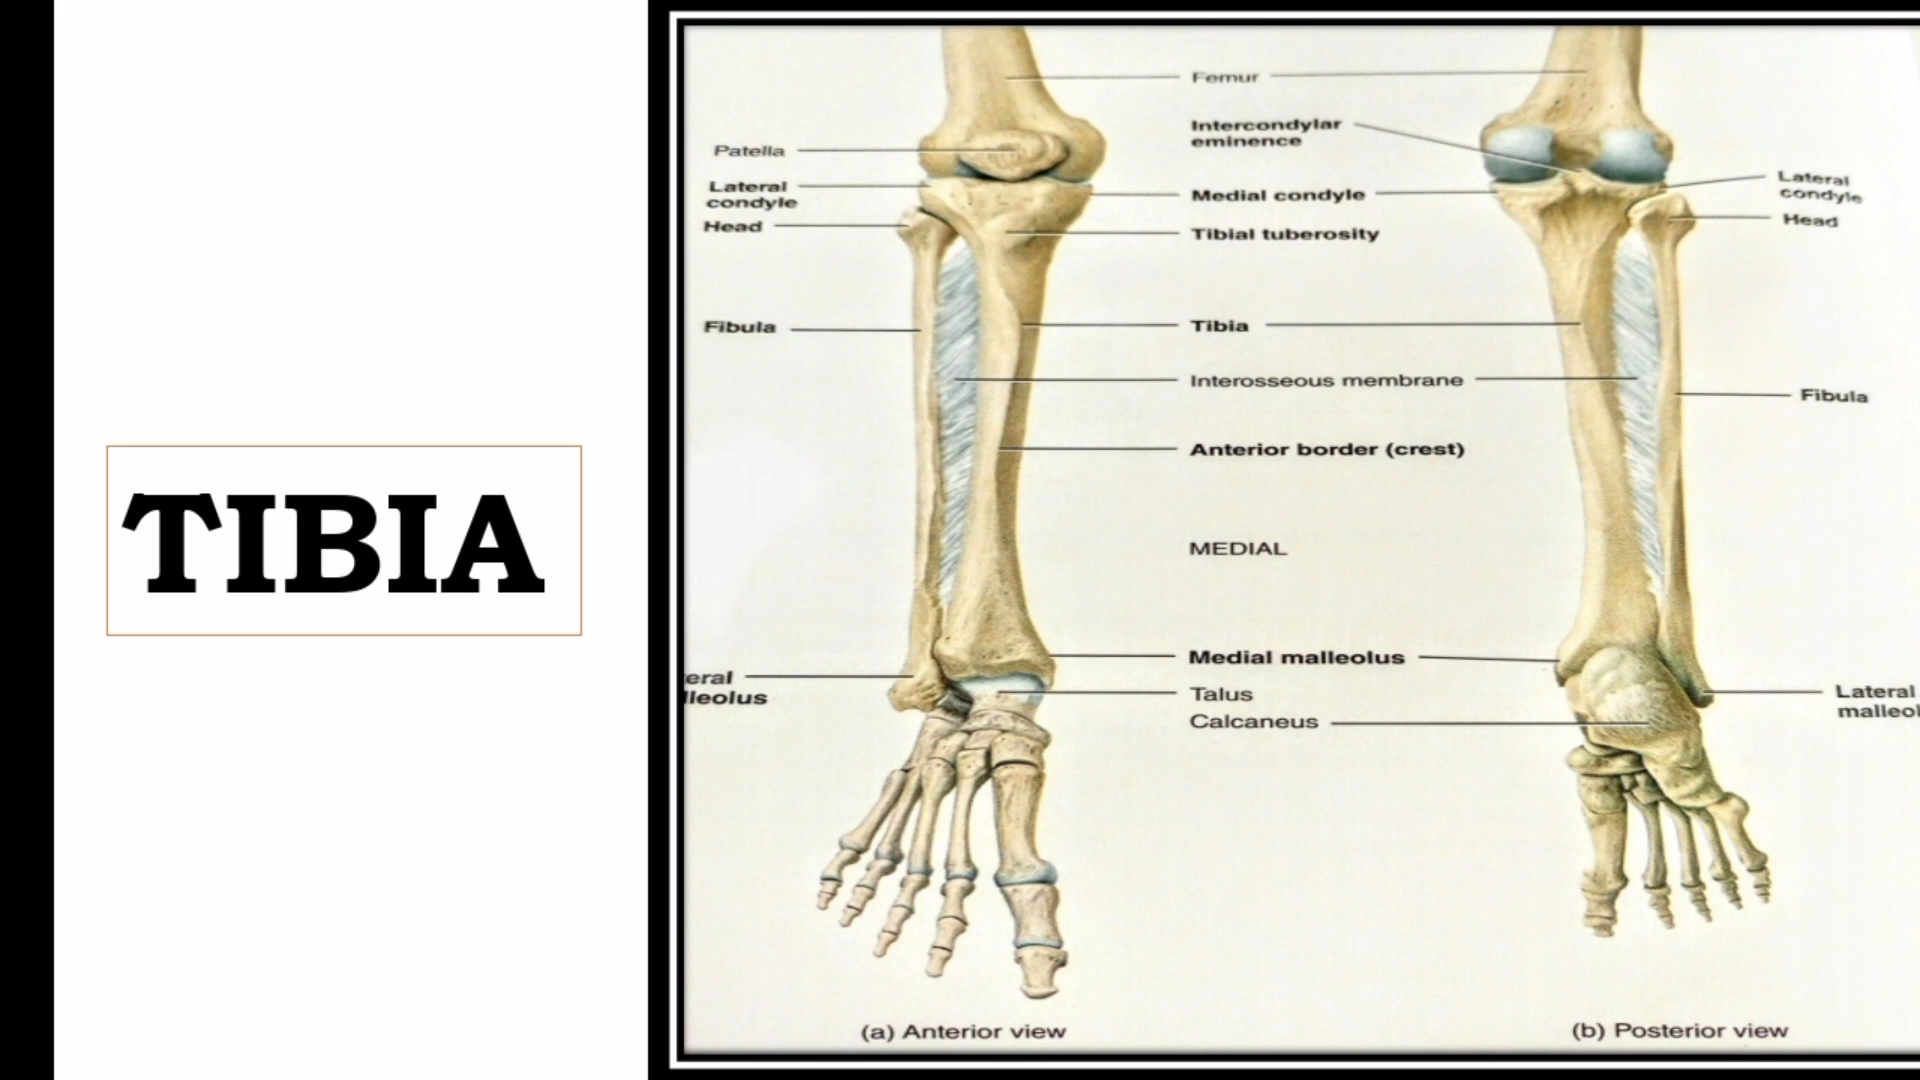 TIBIA
Femur
Intercondylar
eminence
Patella
Lateral
condyle
Head
Medial condyle
Tibial tuberosity
Lateral
condyle
Head
Fibula
Tibia
Interosseous membrane
Fibula
Anterior border (crest)
MEDIAL
Medial malleolus
eral
lleolus
Talus
Calcaneus
Lateral
malleol
(a) Anterior view
(b) Posterior view